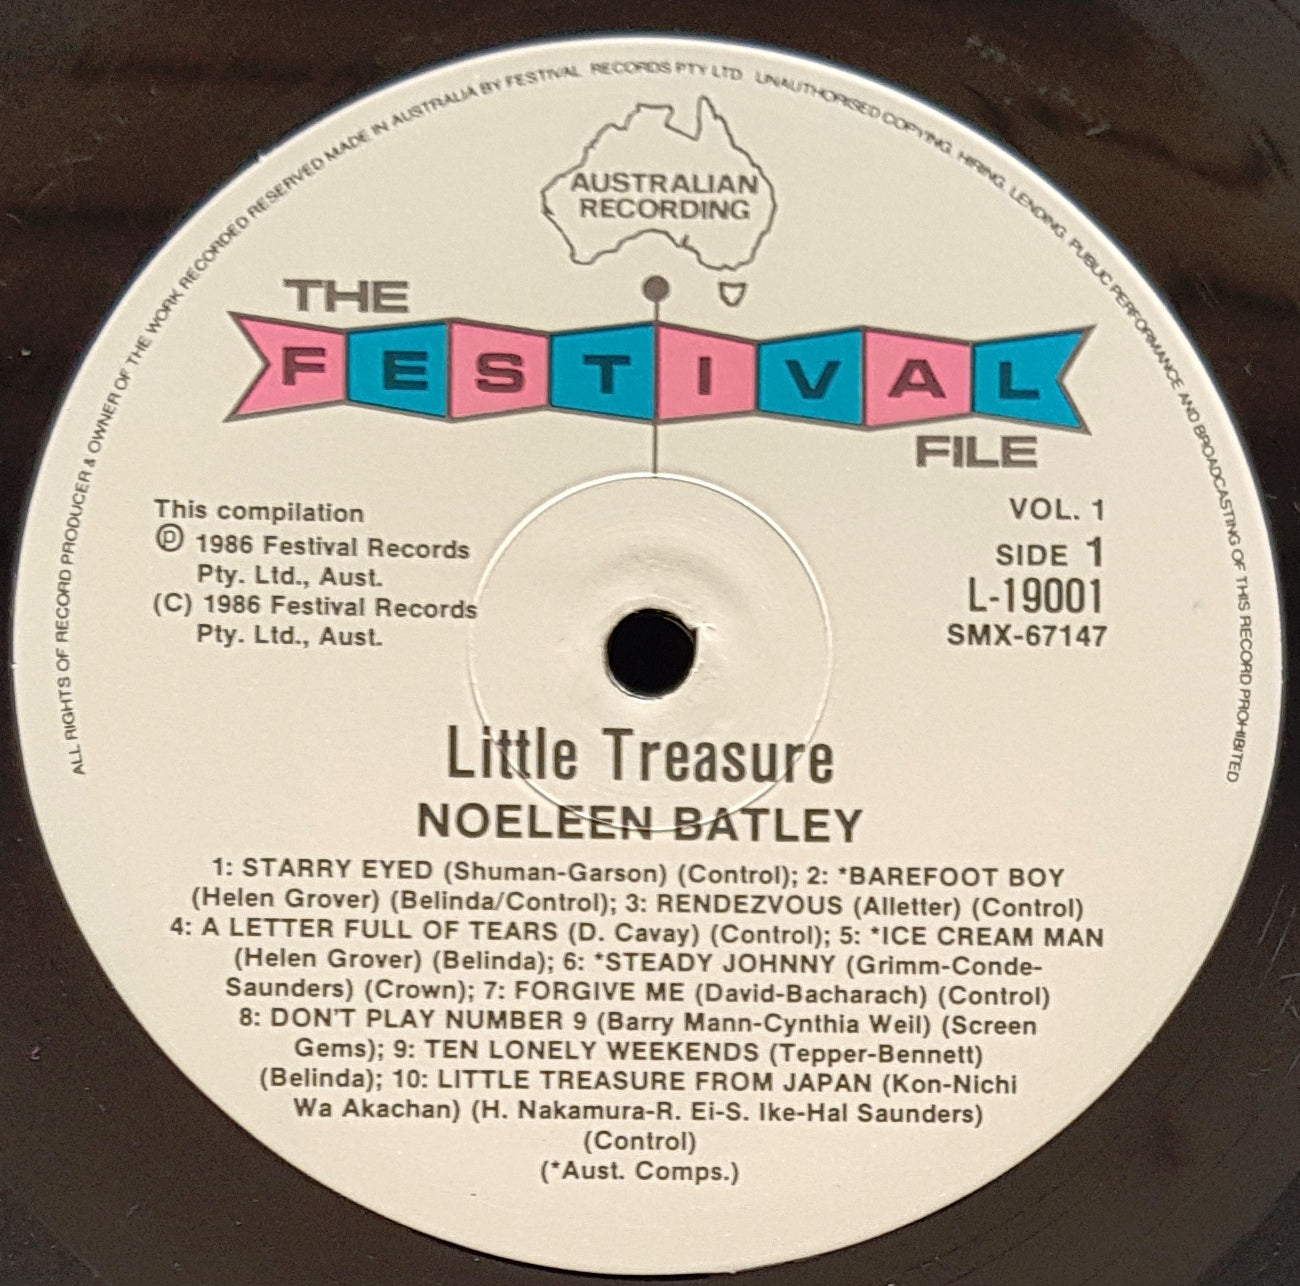 ALL RIGHTS OF RECORD PRODUCER & OWNER OF THE WORK RECORDED RESERVED MADE IN AUSTRALIA BY FESTIVAL RECORDS PTY LTD UNAUTHORISED COPYING, HIRING, LENDING, PUBLIC PERFORMANCE AND BROADCASTING OF THIS RECORD PROHIBITED
AUSTRALIAN
RECORDING
THE
FESTIVAL
FILE
This compilation
℗ 1986 Festival Records
Pty. Ltd., Aust.
(C) 1986 Festival Records
Pty. Ltd., Aust.
VOL. 1
SIDE 1
L-19001
SMX-67147
Little Treasure
NOELEEN BATLEY
1: STARRY EYED (Shuman-Garson) (Control); 2: *BAREFOOT BOY
(Helen Grover) (Belinda/Control); 3: RENDEZVOUS (Alletter) (Control)
4: A LETTER FULL OF TEARS (D. Cavay) (Control); 5: *ICE CREAM MAN
(Helen Grover) (Belinda); 6: *STEADY JOHNNY (Grimm-Conde-
Saunders) (Crown); 7: FORGIVE ME (David-Bacharach) (Control)
8: DON'T PLAY NUMBER 9 (Barry Mann-Cynthia Weil) (Screen
Gems); 9: TEN LONELY WEEKENDS (Tepper-Bennett)
(Belinda); 10: LITTLE TREASURE FROM JAPAN (Kon-Nichi
Wa Akachan) (H. Nakamura-R. Ei-S. Ike-Hal Saunders)
(Control)
(*Aust. Comps.)